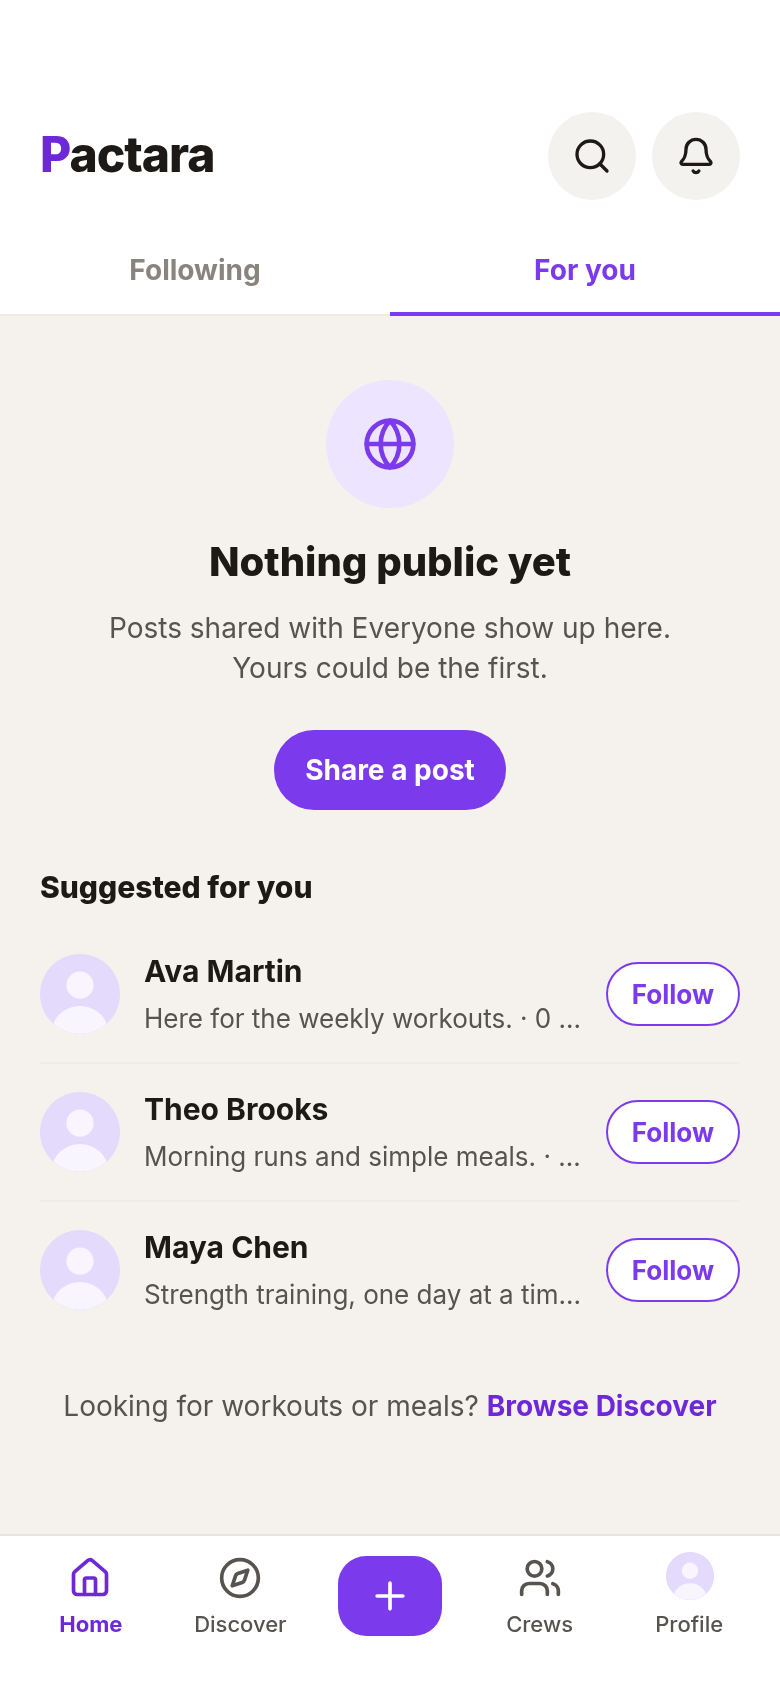 Pactara
Following
For you
Nothing public yet
Posts shared with Everyone show up here.
Yours could be the first.
Share a post
Suggested for you
Ava Martin
Here for the weekly workouts. · 0 ...
Follow
Theo Brooks
Morning runs and simple meals. · ...
Follow
Maya Chen
Strength training, one day at a tim...
Follow
Looking for workouts or meals? Browse Discover
Home
Discover
Crews
Profile